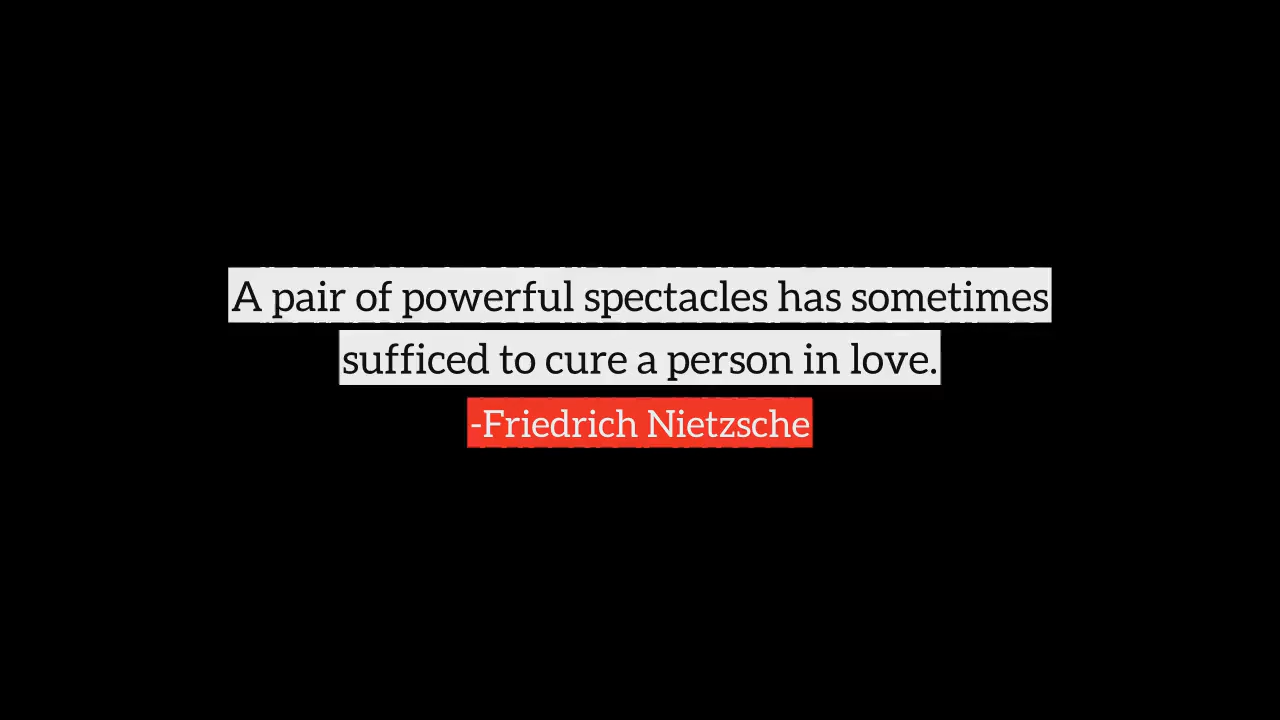 A pair of powerful spectacles has sometimes
sufficed to cure a person in love.
-Friedrich Nietzsche